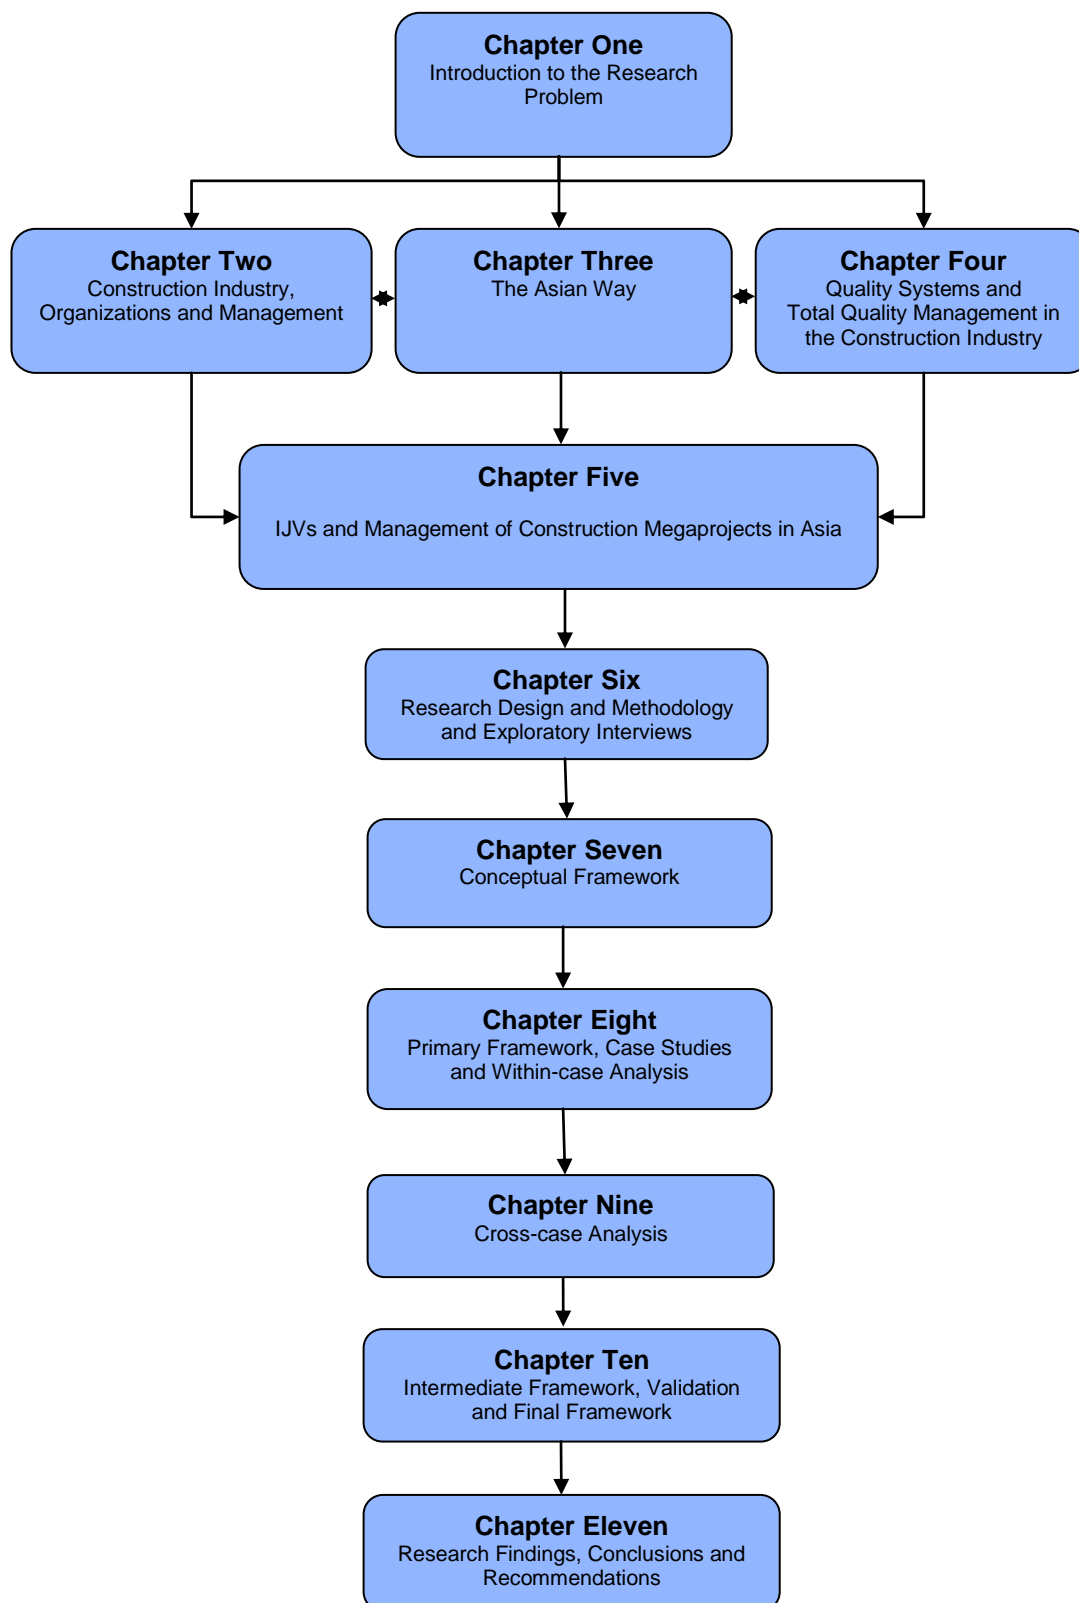 Chapter One
Introduction to the Research
Problem
Chapter Two
Construction Industry,
Organizations and Management
Chapter Three
The Asian Way
Chapter Four
Quality Systems and
Total Quality Management in
the Construction Industry
Chapter Five
IJVs and Management of Construction Megaprojects in Asia
Chapter Six
Research Design and Methodology
and Exploratory Interviews
Chapter Seven
Conceptual Framework
Chapter Eight
Primary Framework, Case Studies
and Within-case Analysis
Chapter Nine
Cross-case Analysis
Chapter Ten
Intermediate Framework, Validation
and Final Framework
Chapter Eleven
Research Findings, Conclusions and
Recommendations